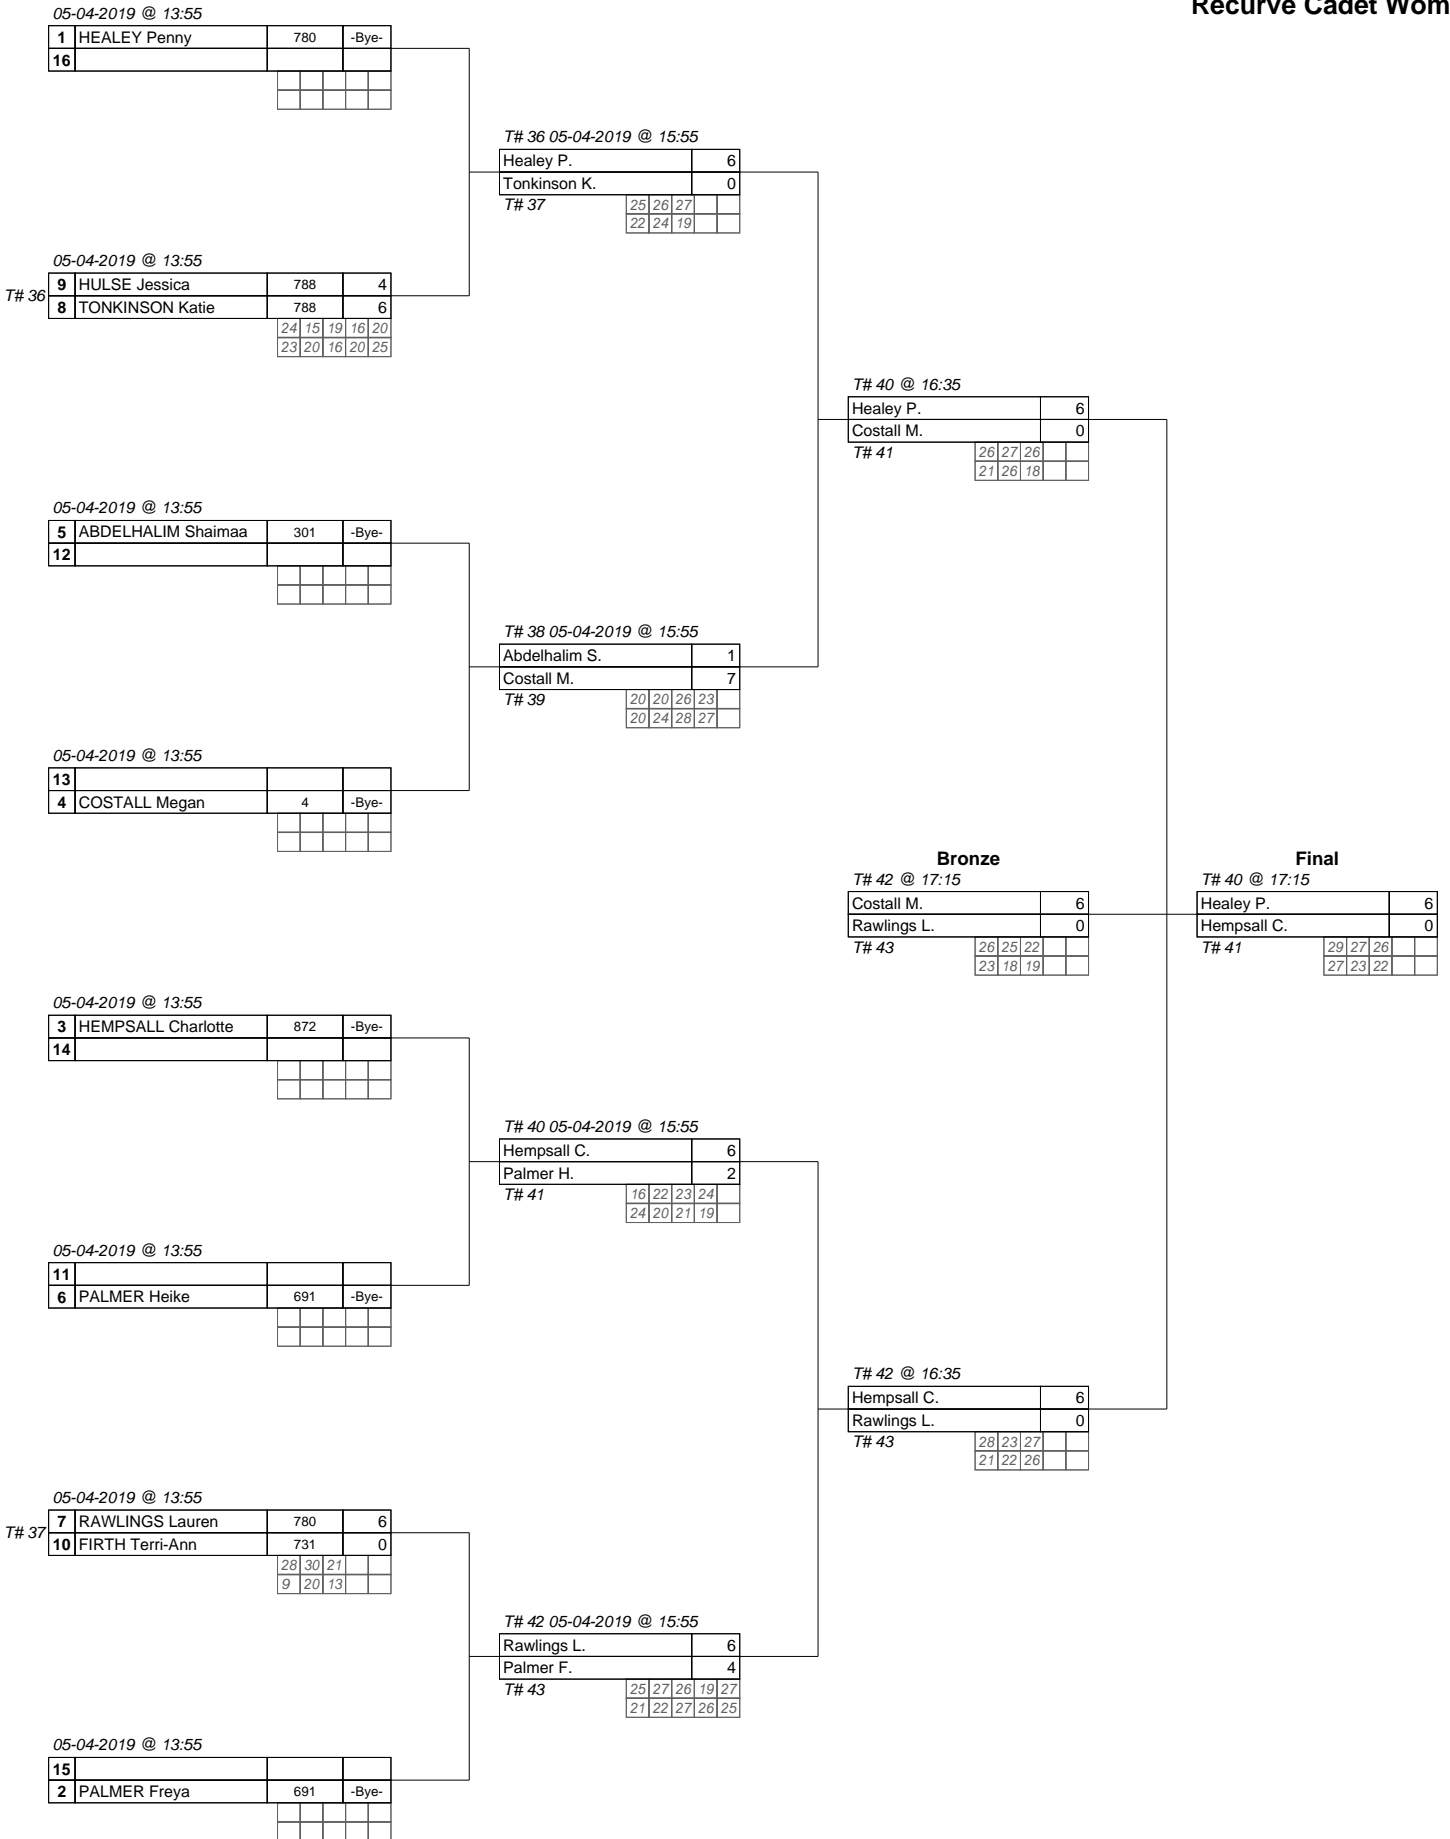 Recurve Cadet Wom
05-04-2019 @ 13:55
1 HEALEY Penny 780 -Bye-
16
T# 36 05-04-2019 @ 15:55
Healey P. 6
Tonkinson K. 0
T# 37 25 26 27
22 24 19
05-04-2019 @ 13:55
T# 36
9 HULSE Jessica 788 4
8 TONKINSON Katie 788 6
24 15 19 16 20
23 20 16 20 25
T# 40 @ 16:35
Healey P. 6
Costall M. 0
T# 41 26 27 26
21 26 18
05-04-2019 @ 13:55
5 ABDELHALIM Shaimaa 301 -Bye-
12
T# 38 05-04-2019 @ 15:55
Abdelhalim S. 1
Costall M. 7
T# 39 20 20 26 23
20 24 28 27
05-04-2019 @ 13:55
13
4 COSTALL Megan 4 -Bye-
Bronze
T# 42 @ 17:15
Costall M. 6
Rawlings L. 0
T# 43 26 25 22
23 18 19
Final
T# 40 @ 17:15
Healey P. 6
Hempsall C. 0
T# 41 29 27 26
27 23 22
05-04-2019 @ 13:55
3 HEMPSALL Charlotte 872 -Bye-
14
T# 40 05-04-2019 @ 15:55
Hempsall C. 6
Palmer H. 2
T# 41 16 22 23 24
24 20 21 19
05-04-2019 @ 13:55
11
6 PALMER Heike 691 -Bye-
T# 42 @ 16:35
Hempsall C. 6
Rawlings L. 0
T# 43 28 23 27
21 22 26
05-04-2019 @ 13:55
T# 37
7 RAWLINGS Lauren 780 6
10 FIRTH Terri-Ann 731 0
28 30 21
9 20 13
T# 42 05-04-2019 @ 15:55
Rawlings L. 6
Palmer F. 4
T# 43 25 27 26 19 27
21 22 27 26 25
05-04-2019 @ 13:55
15
2 PALMER Freya 691 -Bye-